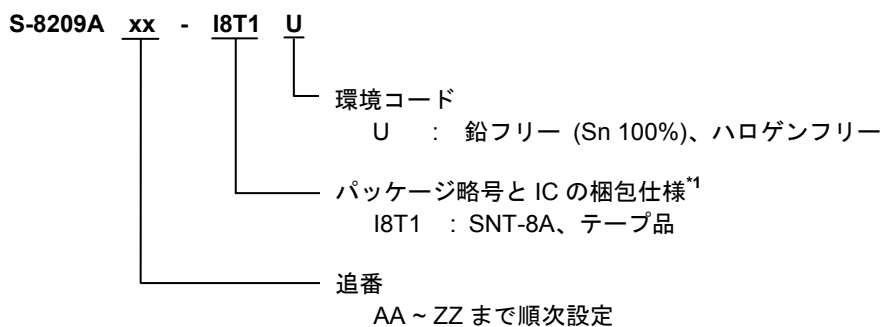 S-8209A xx - I8T1 U
環境コード
U : 鉛フリー (Sn 100%)、ハロゲンフリー
パッケージ略号と IC の梱包仕様*1
I8T1 : SNT-8A、テープ品
追番
AA ~ ZZ まで順次設定